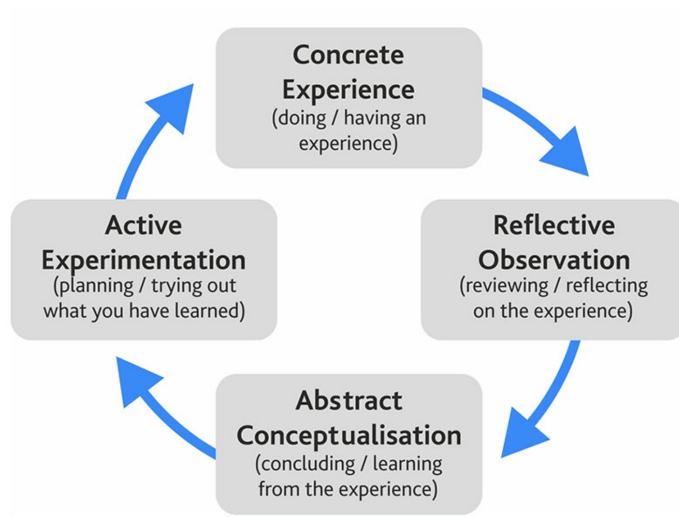 Concrete
Experience
(doing / having an
experience)
Reflective
Observation
(reviewing / reflecting
on the experience)
Abstract
Conceptualisation
(concluding / learning
from the experience)
Active
Experimentation
(planning / trying out
what you have learned)